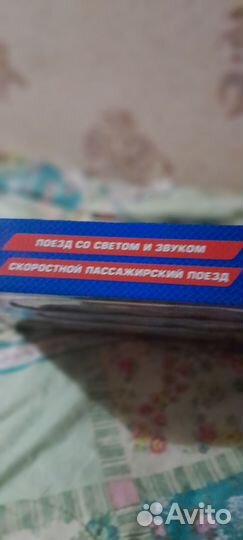 ПОЕЗД СО СВЕТОМ И ЗВУКОМ
СКОРОСТНОЙ ПАССАЖИРСКИЙ ПОЕЗД
Avito